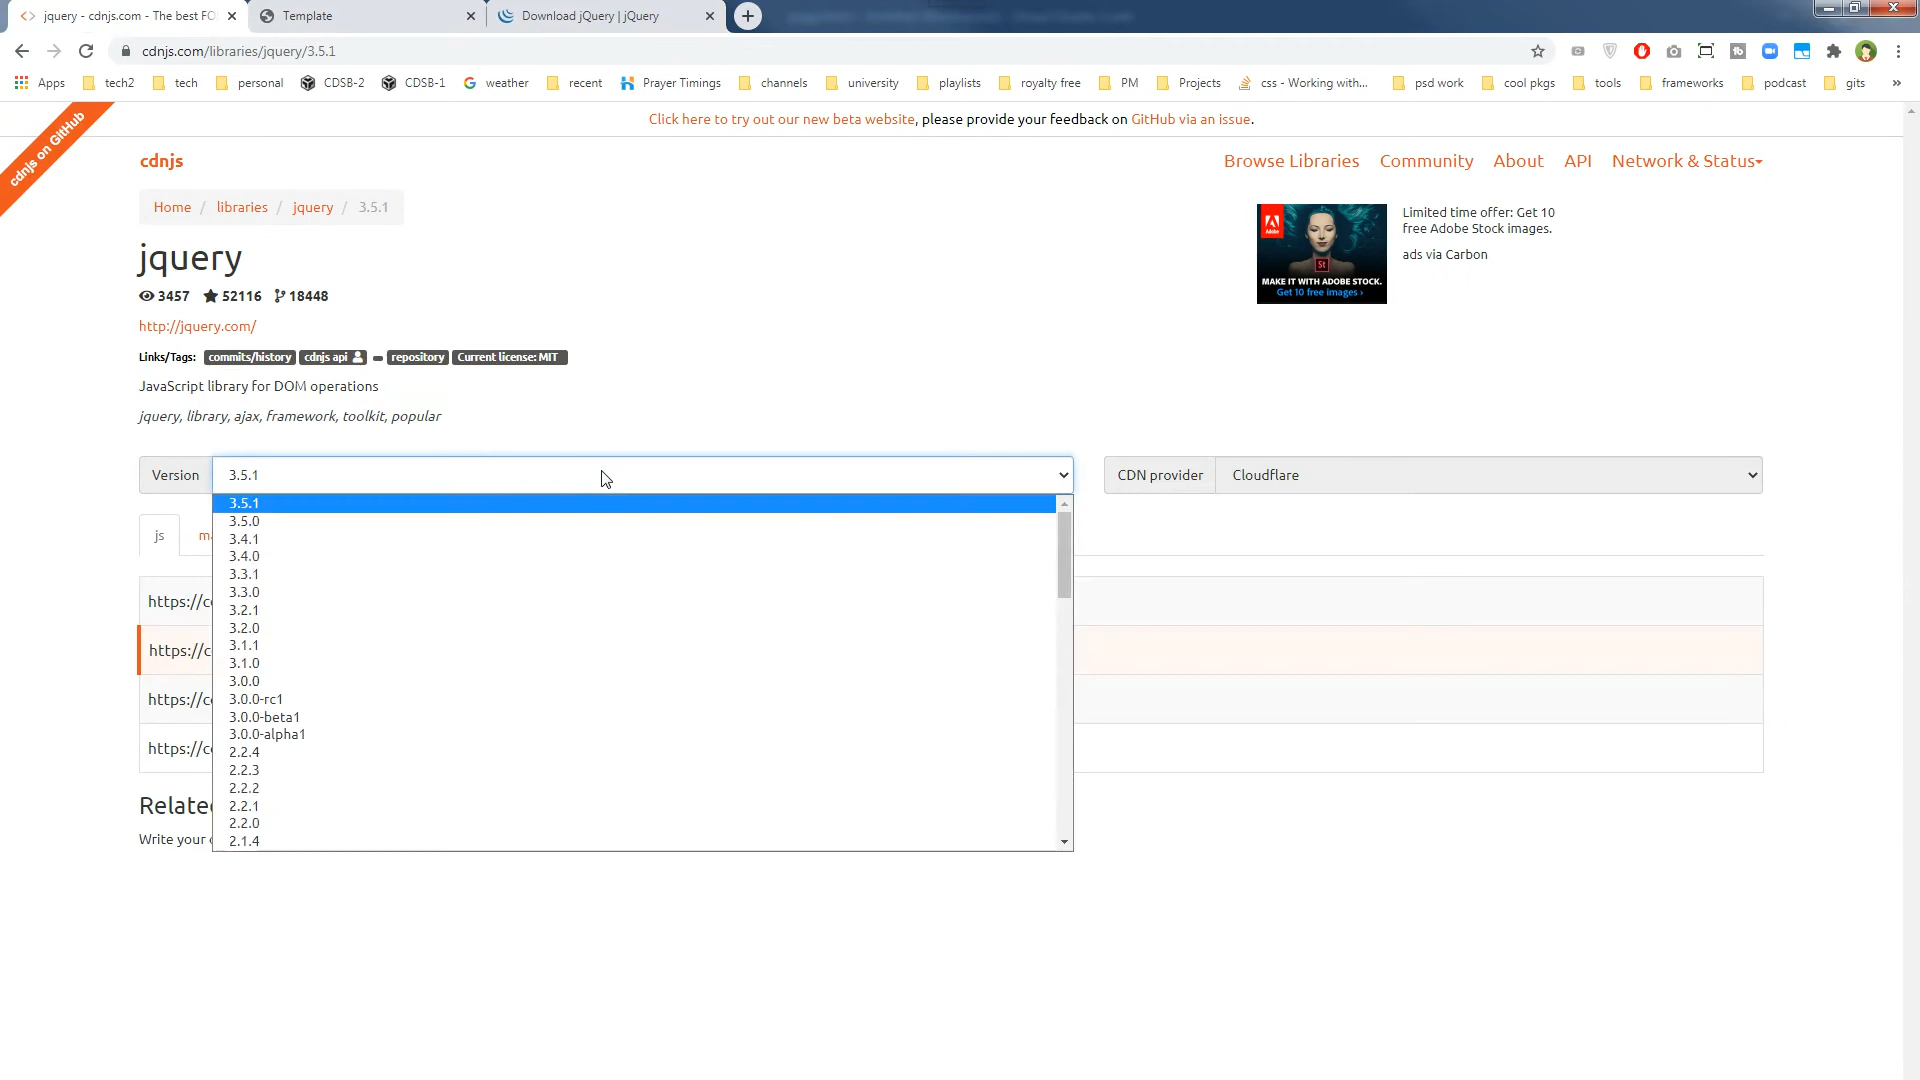 jquery - cdnjs.com - The best FO
Template
Download jQuery | jQuery
cdnjs.com/libraries/jquery/3.5.1
Apps tech2 tech personal CDSB-2 CDSB-1 weather recent Prayer Timings channels university playlists royalty free PM Projects css - Working with... psd work cool pkgs tools frameworks podcast gits »
cdnjs on GitHub
Click here to try out our new beta website, please provide your feedback on GitHub via an issue.
cdnjs
Browse Libraries Community About API Network & Status
Home / libraries / jquery / 3.5.1
Adobe
St
MAKE IT WITH ADOBE STOCK.
Get 10 free images ›
Limited time offer: Get 10
free Adobe Stock images.
ads via Carbon
jquery
3457 52116 18448
http://jquery.com/
Links/Tags: commits/history cdnjs api repository Current license: MIT
JavaScript library for DOM operations
jquery, library, ajax, framework, toolkit, popular
Version 3.5.1
CDN provider Cloudflare
3.5.1
3.5.0
3.4.1
3.4.0
3.3.1
3.3.0
3.2.1
3.2.0
3.1.1
3.1.0
3.0.0
3.0.0-rc1
3.0.0-beta1
3.0.0-alpha1
2.2.4
2.2.3
2.2.2
2.2.1
2.2.0
2.1.4
js
https://c
https://c
https://c
https://c
Relate
Write your